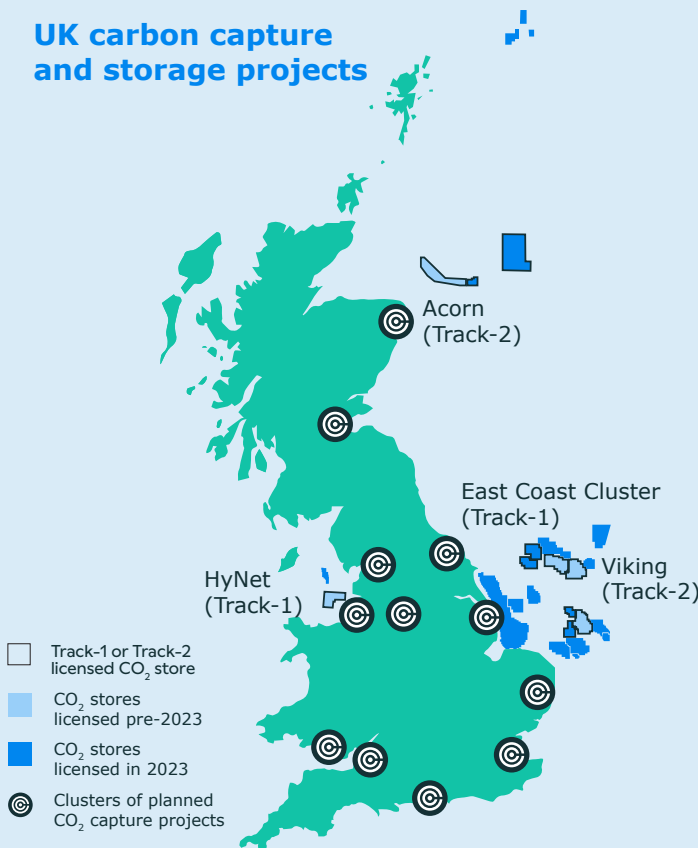 UK carbon capture
and storage projects
Acorn
(Track-2)
East Coast Cluster
(Track-1)
Viking
(Track-2)
HyNet
(Track-1)
Track-1 or Track-2
licensed CO₂ store
CO₂ stores
licensed pre-2023
CO₂ stores
licensed in 2023
Clusters of planned
CO₂ capture projects